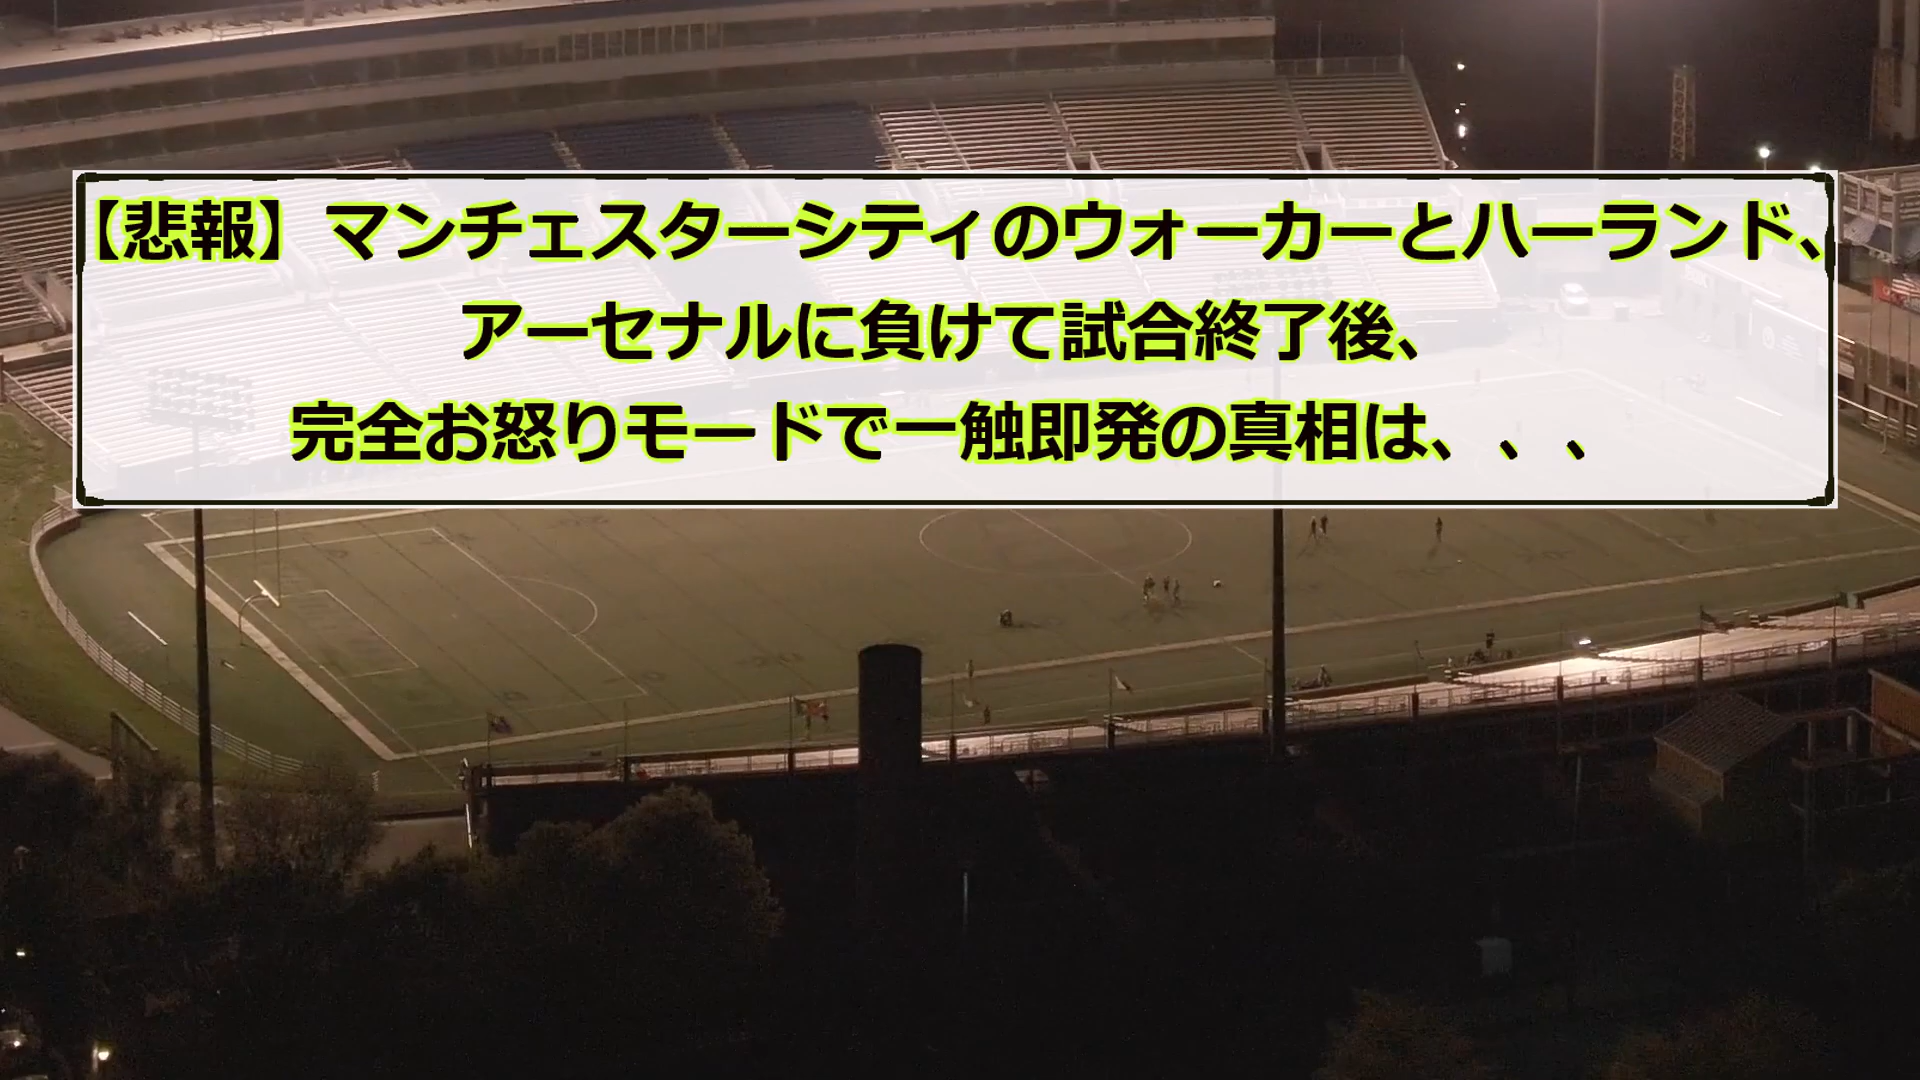 【悲報】マンチェスターシティのウォーカーとハーランド、
アーセナルに負けて試合終了後、
完全お怒りモードで一触即発の真相は、、、